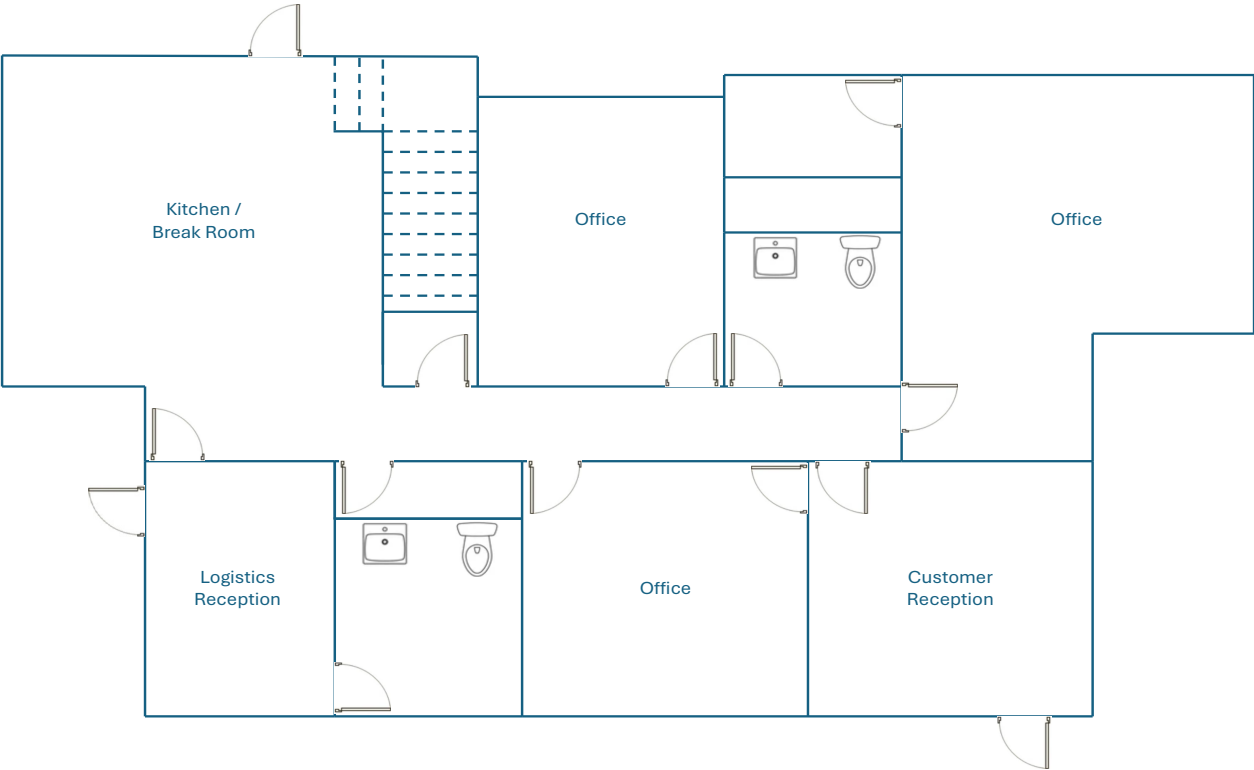 Kitchen /
Break Room
Office
Office
Logistics
Reception
Office
Customer
Reception